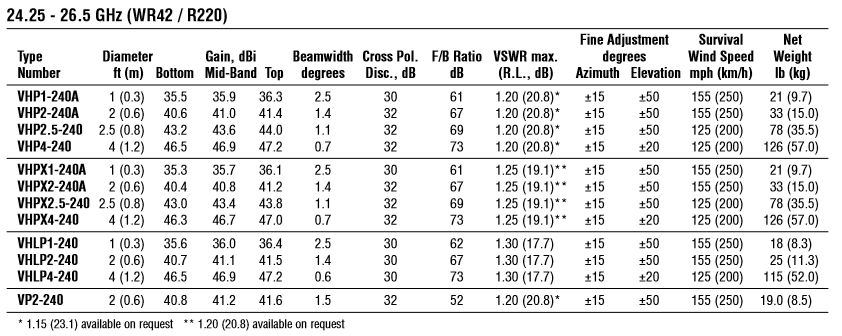 24.25 - 26.5 GHz (WR42 / R220)
Fine Adjustment Survival Net
Type Diameter Gain, dBi Beamwidth Cross Pol. F/B Ratio VSWR max. degrees Wind Speed Weight
Number ft (m) Bottom Mid-Band Top degrees Disc., dB dB (R.L., dB) Azimuth Elevation mph (km/h) lb (kg)
VHP1-240A 1 (0.3) 35.5 35.9 36.3 2.5 30 61 1.20 (20.8)* ±15 ±50 155 (250) 21 (9.7)
VHP2-240A 2 (0.6) 40.6 41.0 41.4 1.4 32 67 1.20 (20.8)* ±15 ±50 155 (250) 33 (15.0)
VHP2.5-240 2.5 (0.8) 43.2 43.6 44.0 1.1 32 69 1.20 (20.8)* ±15 ±50 125 (200) 78 (35.5)
VHP4-240 4 (1.2) 46.5 46.9 47.2 0.7 32 73 1.20 (20.8)* ±15 ±20 125 (200) 126 (57.0)
VHPX1-240A 1 (0.3) 35.3 35.7 36.1 2.5 30 61 1.25 (19.1)** ±15 ±50 155 (250) 21 (9.7)
VHPX2-240A 2 (0.6) 40.4 40.8 41.2 1.4 32 67 1.25 (19.1)** ±15 ±50 155 (250) 33 (15.0)
VHPX2.5-240 2.5 (0.8) 43.0 43.4 43.8 1.1 32 69 1.25 (19.1)** ±15 ±50 125 (200) 78 (35.5)
VHPX4-240 4 (1.2) 46.3 46.7 47.0 0.7 32 73 1.25 (19.1)** ±15 ±20 125 (200) 126 (57.0)
VHLP1-240 1 (0.3) 35.6 36.0 36.4 2.5 30 62 1.30 (17.7) ±15 ±50 155 (250) 18 (8.3)
VHLP2-240 2 (0.6) 40.7 41.1 41.5 1.4 30 67 1.30 (17.7) ±15 ±50 155 (250) 25 (11.3)
VHLP4-240 4 (1.2) 46.5 46.9 47.2 0.6 30 73 1.30 (17.7) ±15 ±20 125 (200) 115 (52.0)
VP2-240 2 (0.6) 40.8 41.2 41.6 1.5 32 52 1.20 (20.8)* ±15 ±50 155 (250) 19.0 (8.5)
* 1.15 (23.1) available on request ** 1.20 (20.8) available on request